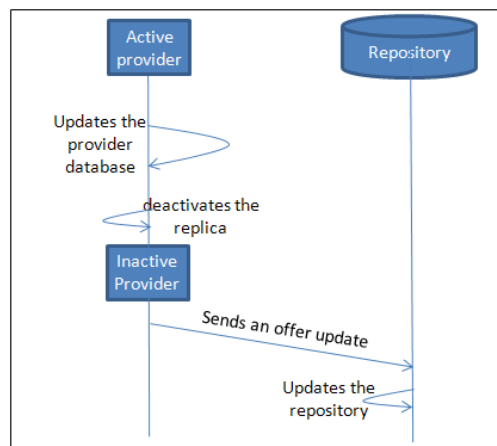 Active
provider
Repository
Updates the
provider
database
deactivates the
replica
Inactive
Provider
Sends an offer update
Updates the
repository